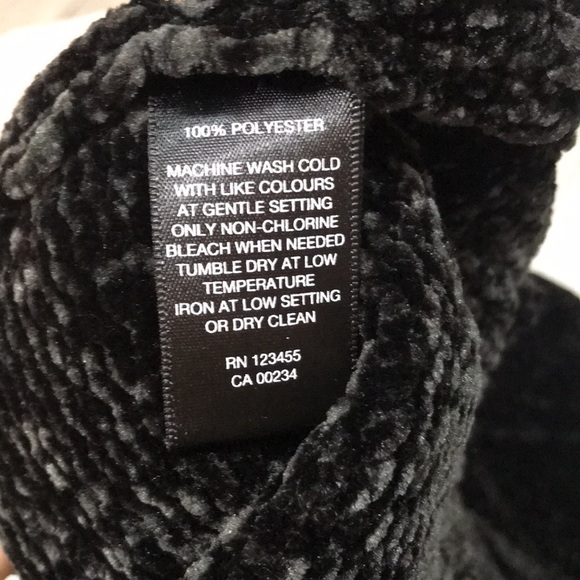 100% POLYESTER
MACHINE WASH COLD
WITH LIKE COLOURS
AT GENTLE SETTING
ONLY NON-CHLORINE
BLEACH WHEN NEEDED
TUMBLE DRY AT LOW
TEMPERATURE
IRON AT LOW SETTING
OR DRY CLEAN
RN 123455
CA 00234